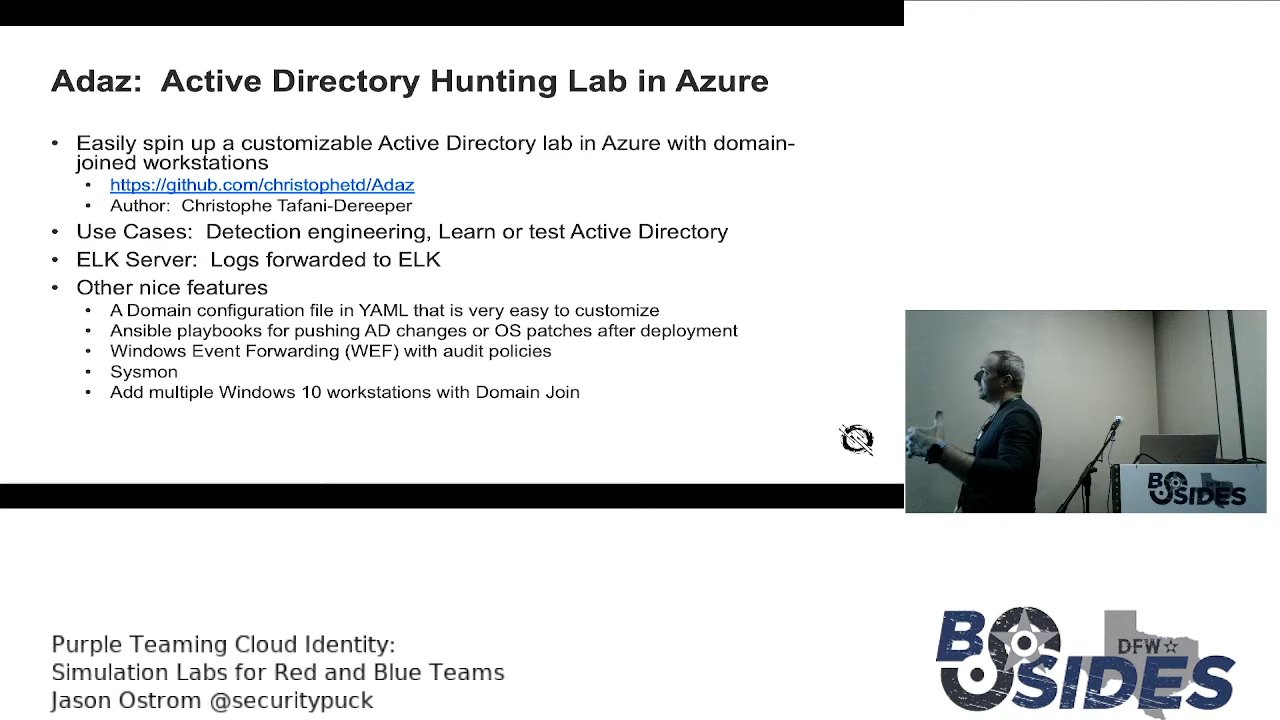 Adaz:  Active Directory Hunting Lab in Azure
• Easily spin up a customizable Active Directory lab in Azure with domain-
joined workstations
• https://github.com/christophetd/Adaz
• Author:  Christophe Tafani-Dereeper
• Use Cases:  Detection engineering, Learn or test Active Directory
• ELK Server:  Logs forwarded to ELK
• Other nice features
• A Domain configuration file in YAML that is very easy to customize
• Ansible playbooks for pushing AD changes or OS patches after deployment
• Windows Event Forwarding (WEF) with audit policies
• Sysmon
• Add multiple Windows 10 workstations with Domain Join
BSIDES
Purple Teaming Cloud Identity:
Simulation Labs for Red and Blue Teams
Jason Ostrom @securitypuck
BSIDES
DFW